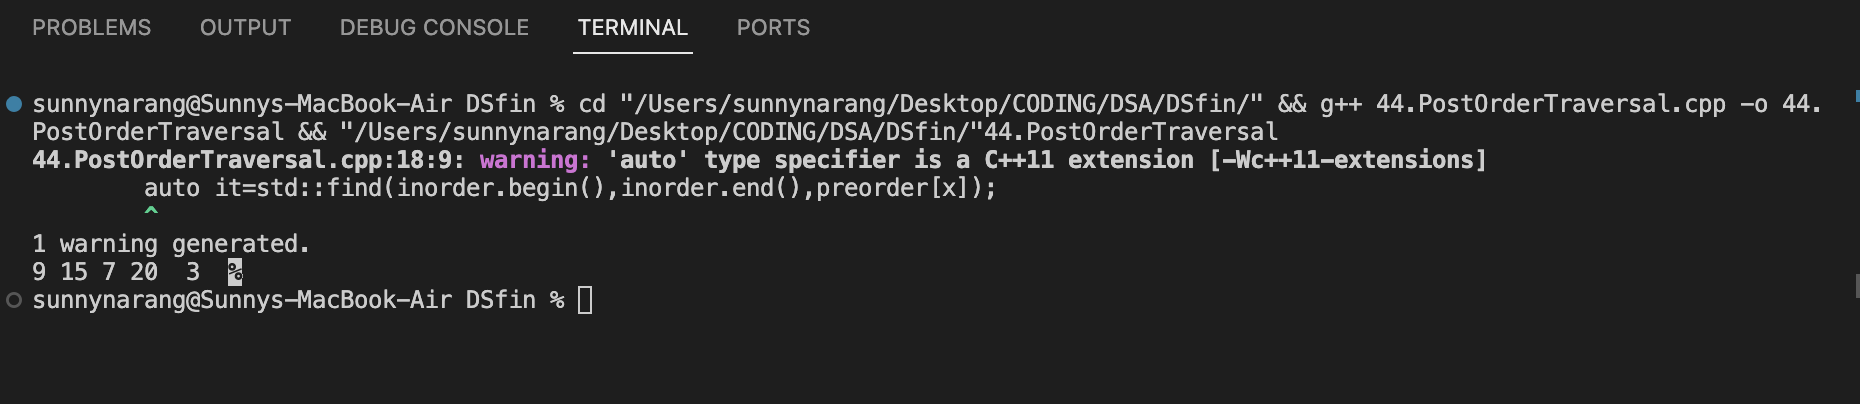 PROBLEMS OUTPUT DEBUG CONSOLE TERMINAL PORTS
sunnynarang@Sunnys-MacBook-Air DSfin % cd "/Users/sunnynarang/Desktop/CODING/DSA/DSfin/" && g++ 44.PostOrderTraversal.cpp -o 44.
PostOrderTraversal && "/Users/sunnynarang/Desktop/CODING/DSA/DSfin/"44.PostOrderTraversal
44.PostOrderTraversal.cpp:18:9: warning: 'auto' type specifier is a C++11 extension [-Wc++11-extensions]
auto it=std::find(inorder.begin(),inorder.end(),preorder[x]);
^
1 warning generated.
9 15 7 20  3  %
sunnynarang@Sunnys-MacBook-Air DSfin %